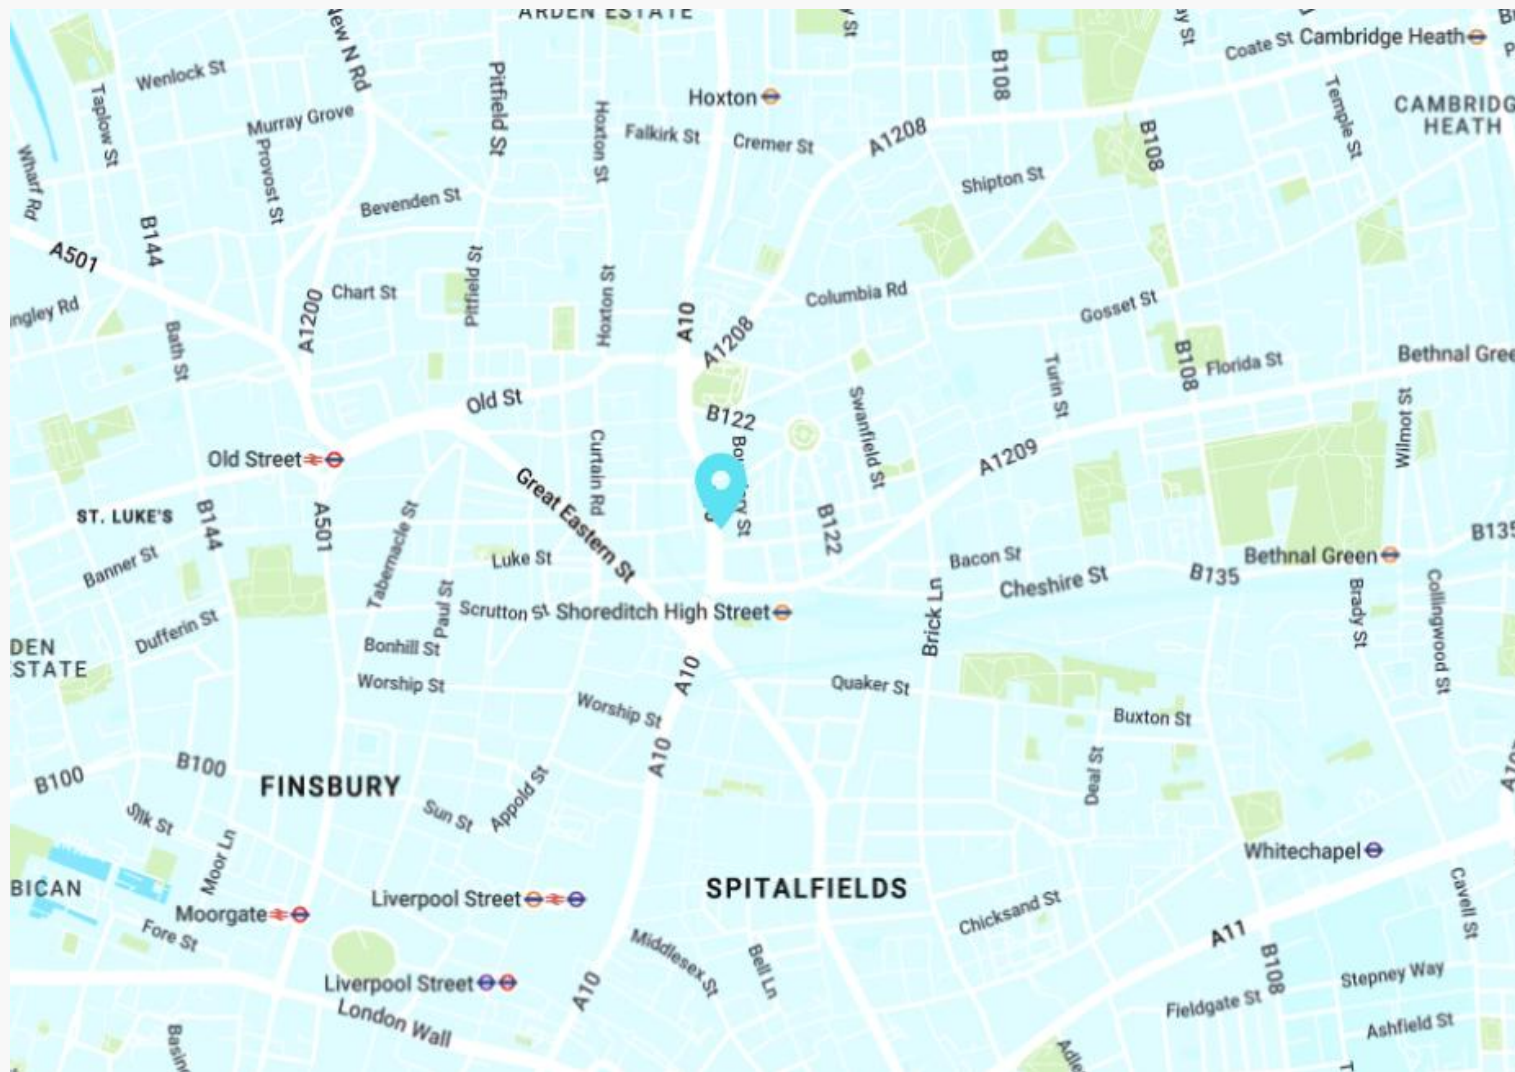 ARDEN ESTATE
New N Rd
Wenlock St
Taplow St
Murray Grove
Pitfield St
Hoxton St
Hoxton
Falkirk St
Cremer St
A1208
B108
Coate St
Cambridge Heath
Temple St
B108
HEATH
Shipton St
Wharf Rd
Provost St
Bevenden St
B144
A501
Pitfield St
Hoxton St
Chart St
A1200
A10
A1208
Columbia Rd
Gosset St
B108
Florida St
Bath St
Turin St
Wilmot St
Old St
B122
Swanfield St
A1209
Curtain Rd
Old Street
Great Eastern St
ST. LUKE'S
B144
A501
Tabernacle St
B122
Banner St
Luke St
Bacon St
Cheshire St
B135
Bethnal Green
B135
Paul St
Scrutton St
Shoreditch High Street
Brick Ln
Brady St
Collingwood St
Dufferin St
Bonhill St
Worship St
A10
Quaker St
Worship St
Buxton St
A10
Deal St
B100
B100
FINSBURY
Sun St
Appold St
Silk St
Moor Ln
Whitechapel
Liverpool Street
SPITALFIELDS
Moorgate
Fore St
Chicksand St
Cavell St
A11
Middlesex St
Bell Ln
B108
Liverpool Street
A10
London Wall
Stepney Way
Fieldgate St
Ashfield St